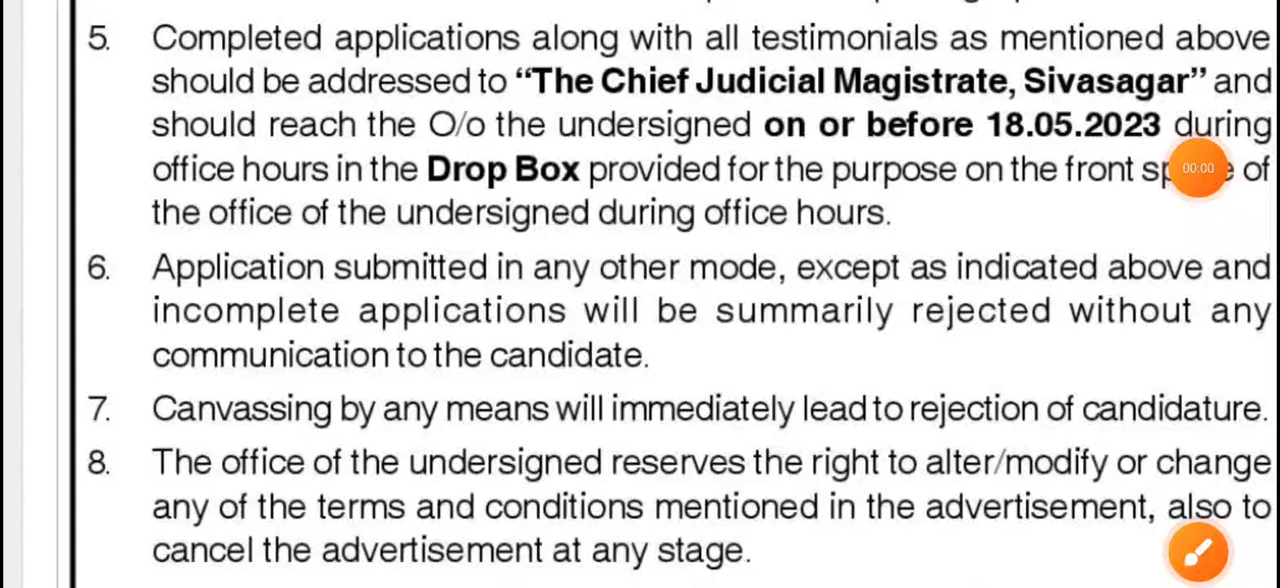 5. Completed applications along with all testimonials as mentioned above
should be addressed to “The Chief Judicial Magistrate, Sivasagar” and
should reach the O/o the undersigned on or before 18.05.2023 during
office hours in the Drop Box provided for the purpose on the front of
00:00
the office of the undersigned during office hours.
6. Application submitted in any other mode, except as indicated above and
incomplete applications will be summarily rejected without any
communication to the candidate.
7. Canvassing by any means will immediately lead to rejection of candidature.
8. The office of the undersigned reserves the right to alter/modify or change
any of the terms and conditions mentioned in the advertisement, also to
cancel the advertisement at any stage.